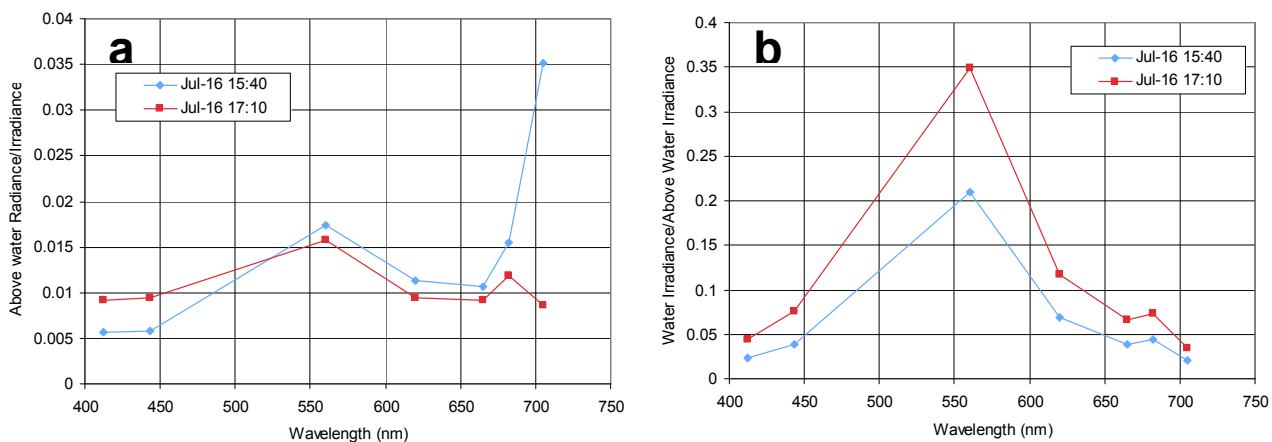 a
0.04
0.035
0.03
0.025
0.02
0.015
0.01
0.005
0
Above water Radiance/Irradiance
Jul-16 15:40
Jul-16 17:10
400 450 500 550 600 650 700 750
Wavelength (nm)
b
0.4
0.35
0.3
0.25
0.2
0.15
0.1
0.05
0
Water Irradiance/Above Water Irradiance
Jul-16 15:40
Jul-16 17:10
400 450 500 550 600 650 700 750
Wavelength (nm)